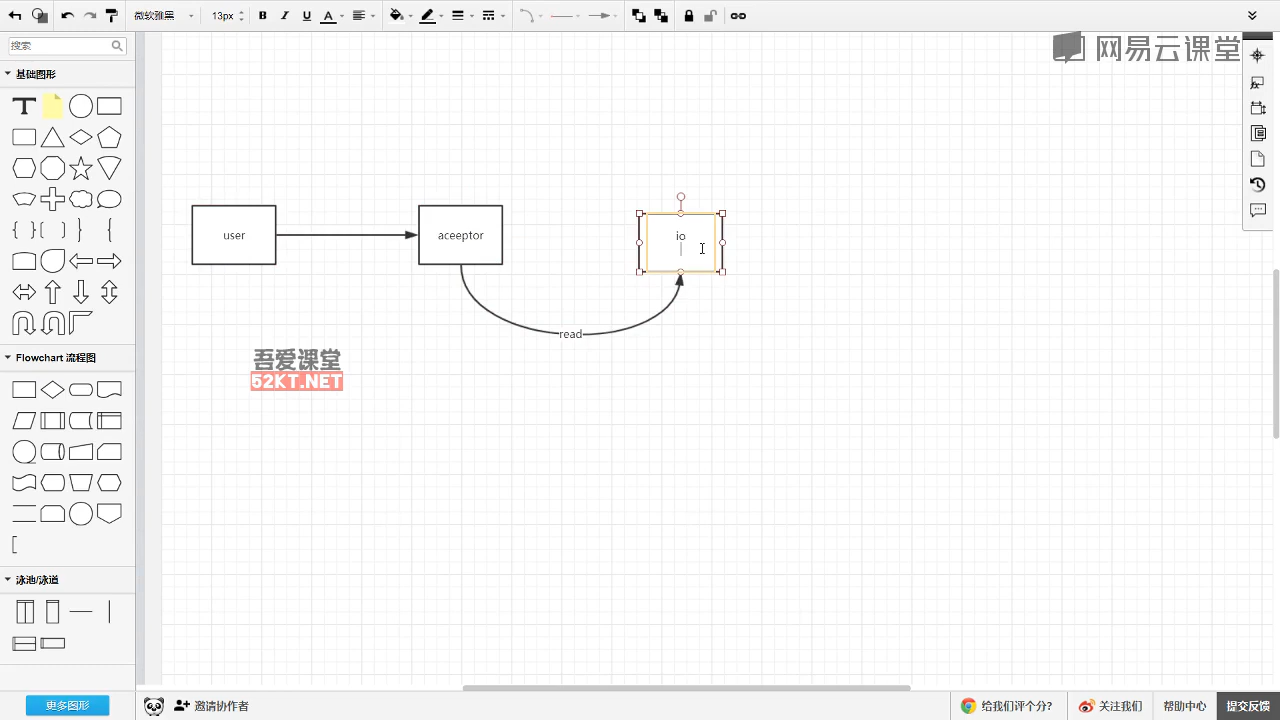 微软雅黑 13px B I U A
网易云课堂
搜索
基础图形
T
user
aceeptor
io
read
吾爱课堂
52KT.NET
Flowchart 流程图
泳池/泳道
更多图形
邀请协作者
给我们评个分?
关注我们
帮助中心
提交反馈